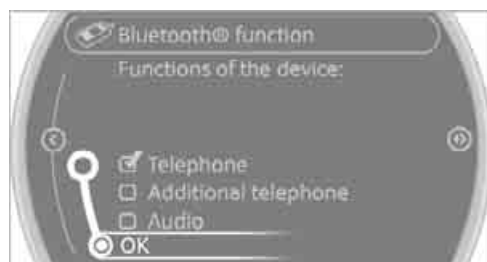 Bluetooth® function
Functions of the device:
Telephone
Additional telephone
Audio
OK